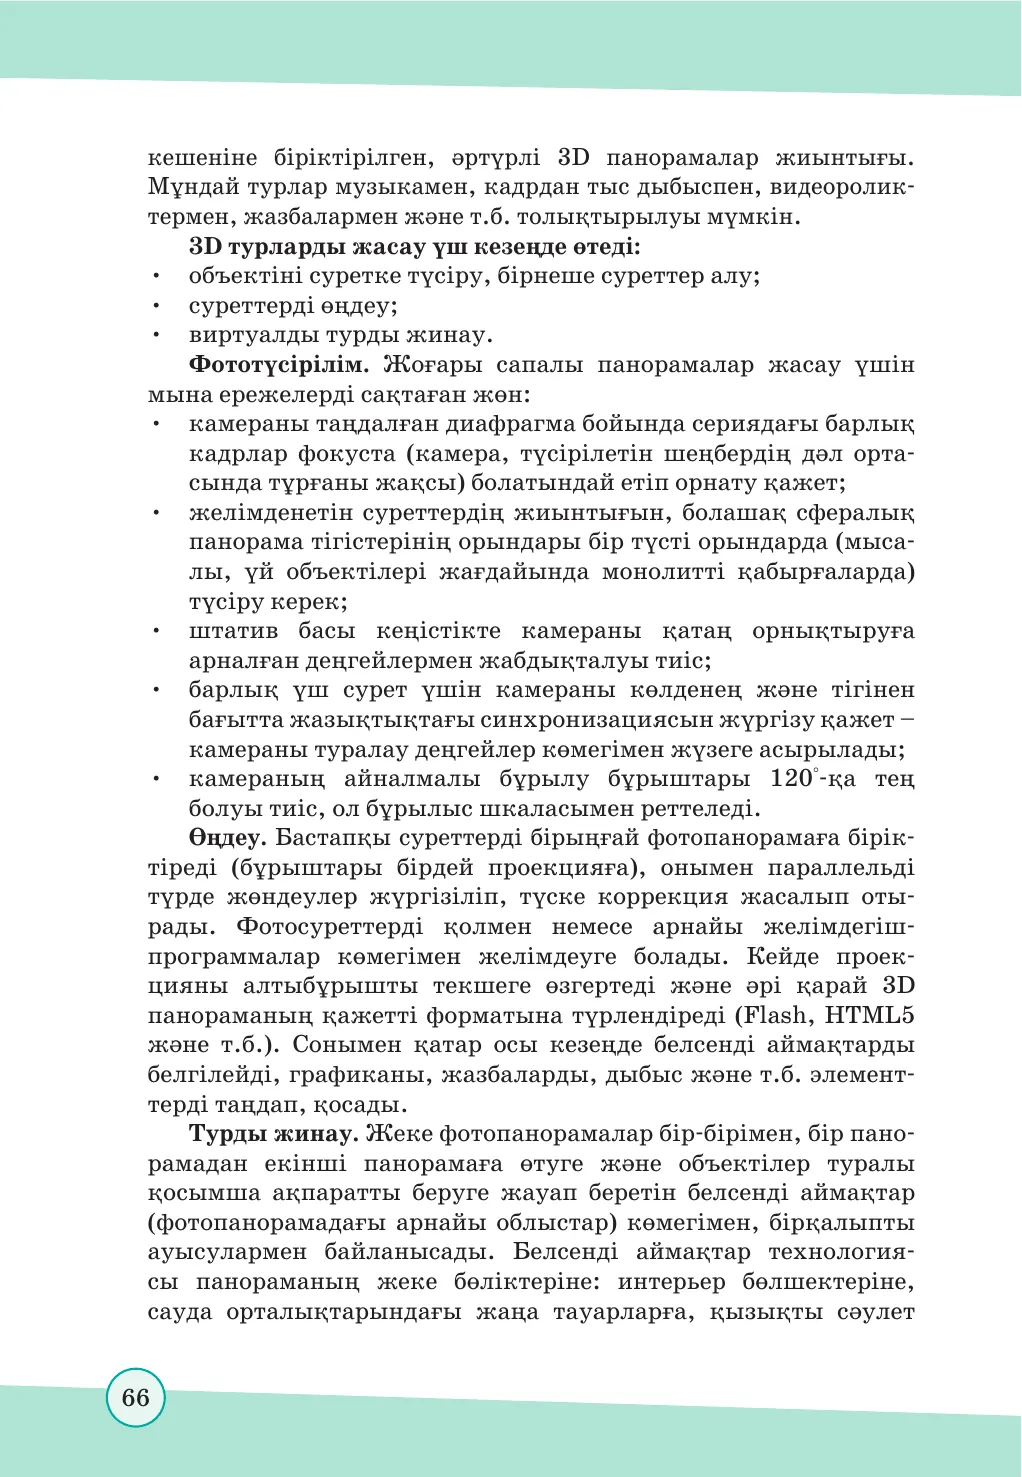 кешеніне біріктірілген, әртүрлі 3D панорамалар жиынтығы.
Мұндай турлар музыкамен, кадрдан тыс дыбыспен, видеоролик-
термен, жазбалармен және т.б. толықтырылуы мүмкін.
3D турларды жасау үш кезеңде өтеді:
• объектіні суретке түсіру, бірнеше суреттер алу;
• суреттерді өңдеу;
• виртуалды турды жинау.
Фототүсірілім. Жоғары сапалы панорамалар жасау үшін
мына ережелерді сақтаған жөн:
• камераны таңдалған диафрагма бойында сериядағы барлық
кадрлар фокуста (камера, түсірілетін шеңбердің дәл орта-
сында тұрғаны жақсы) болатындай етіп орнату қажет;
• желімденетін суреттердің жиынтығын, болашақ сфералық
панорама тігістерінің орындары бір түсті орындарда (мыса-
лы, үй объектілері жағдайында монолитті қабырғаларда)
түсіру керек;
• штатив басы кеңістікте камераны қатаң орнықтыруға
арналған деңгейлермен жабдықталуы тиіс;
• барлық үш сурет үшін камераны көлденең және тігінен
бағытта жазықтықтағы синхронизациясын жүргізу қажет –
камераны туралау деңгейлер көмегімен жүзеге асырылады;
• камераның айналмалы бұрылу бұрыштары 120°-қа тең
болуы тиіс, ол бұрылыс шкаласымен реттеледі.
Өңдеу. Бастапқы суреттерді бірыңғай фотопанорамаға бірік-
тіреді (бұрыштары бірдей проекцияға), онымен параллельді
түрде жөндеулер жүргізіліп, түске коррекция жасалып оты-
рады. Фотосуреттерді қолмен немесе арнайы желімдегіш-
программалар көмегімен желімдеуге болады. Кейде проек-
цияны алтыбұрышты текшеге өзгертеді және әрі қарай 3D
панораманың қажетті форматына түрлендіреді (Flash, HTML5
және т.б.). Сонымен қатар осы кезеңде белсенді аймақтарды
белгілейді, графиканы, жазбаларды, дыбыс және т.б. элемент-
терді таңдап, қосады.
Турды жинау. Жеке фотопанорамалар бір-бірімен, бір пано-
рамадан екінші панорамаға өтуге және объектілер туралы
қосымша ақпаратты беруге жауап беретін белсенді аймақтар
(фотопанорамадағы арнайы облыстар) көмегімен, бірқалыпты
ауысулармен байланысады. Белсенді аймақтар технология-
сы панораманың жеке бөліктеріне: интерьер бөлшектеріне,
сауда орталықтарындағы жаңа тауарларға, қызықты сәулет
66